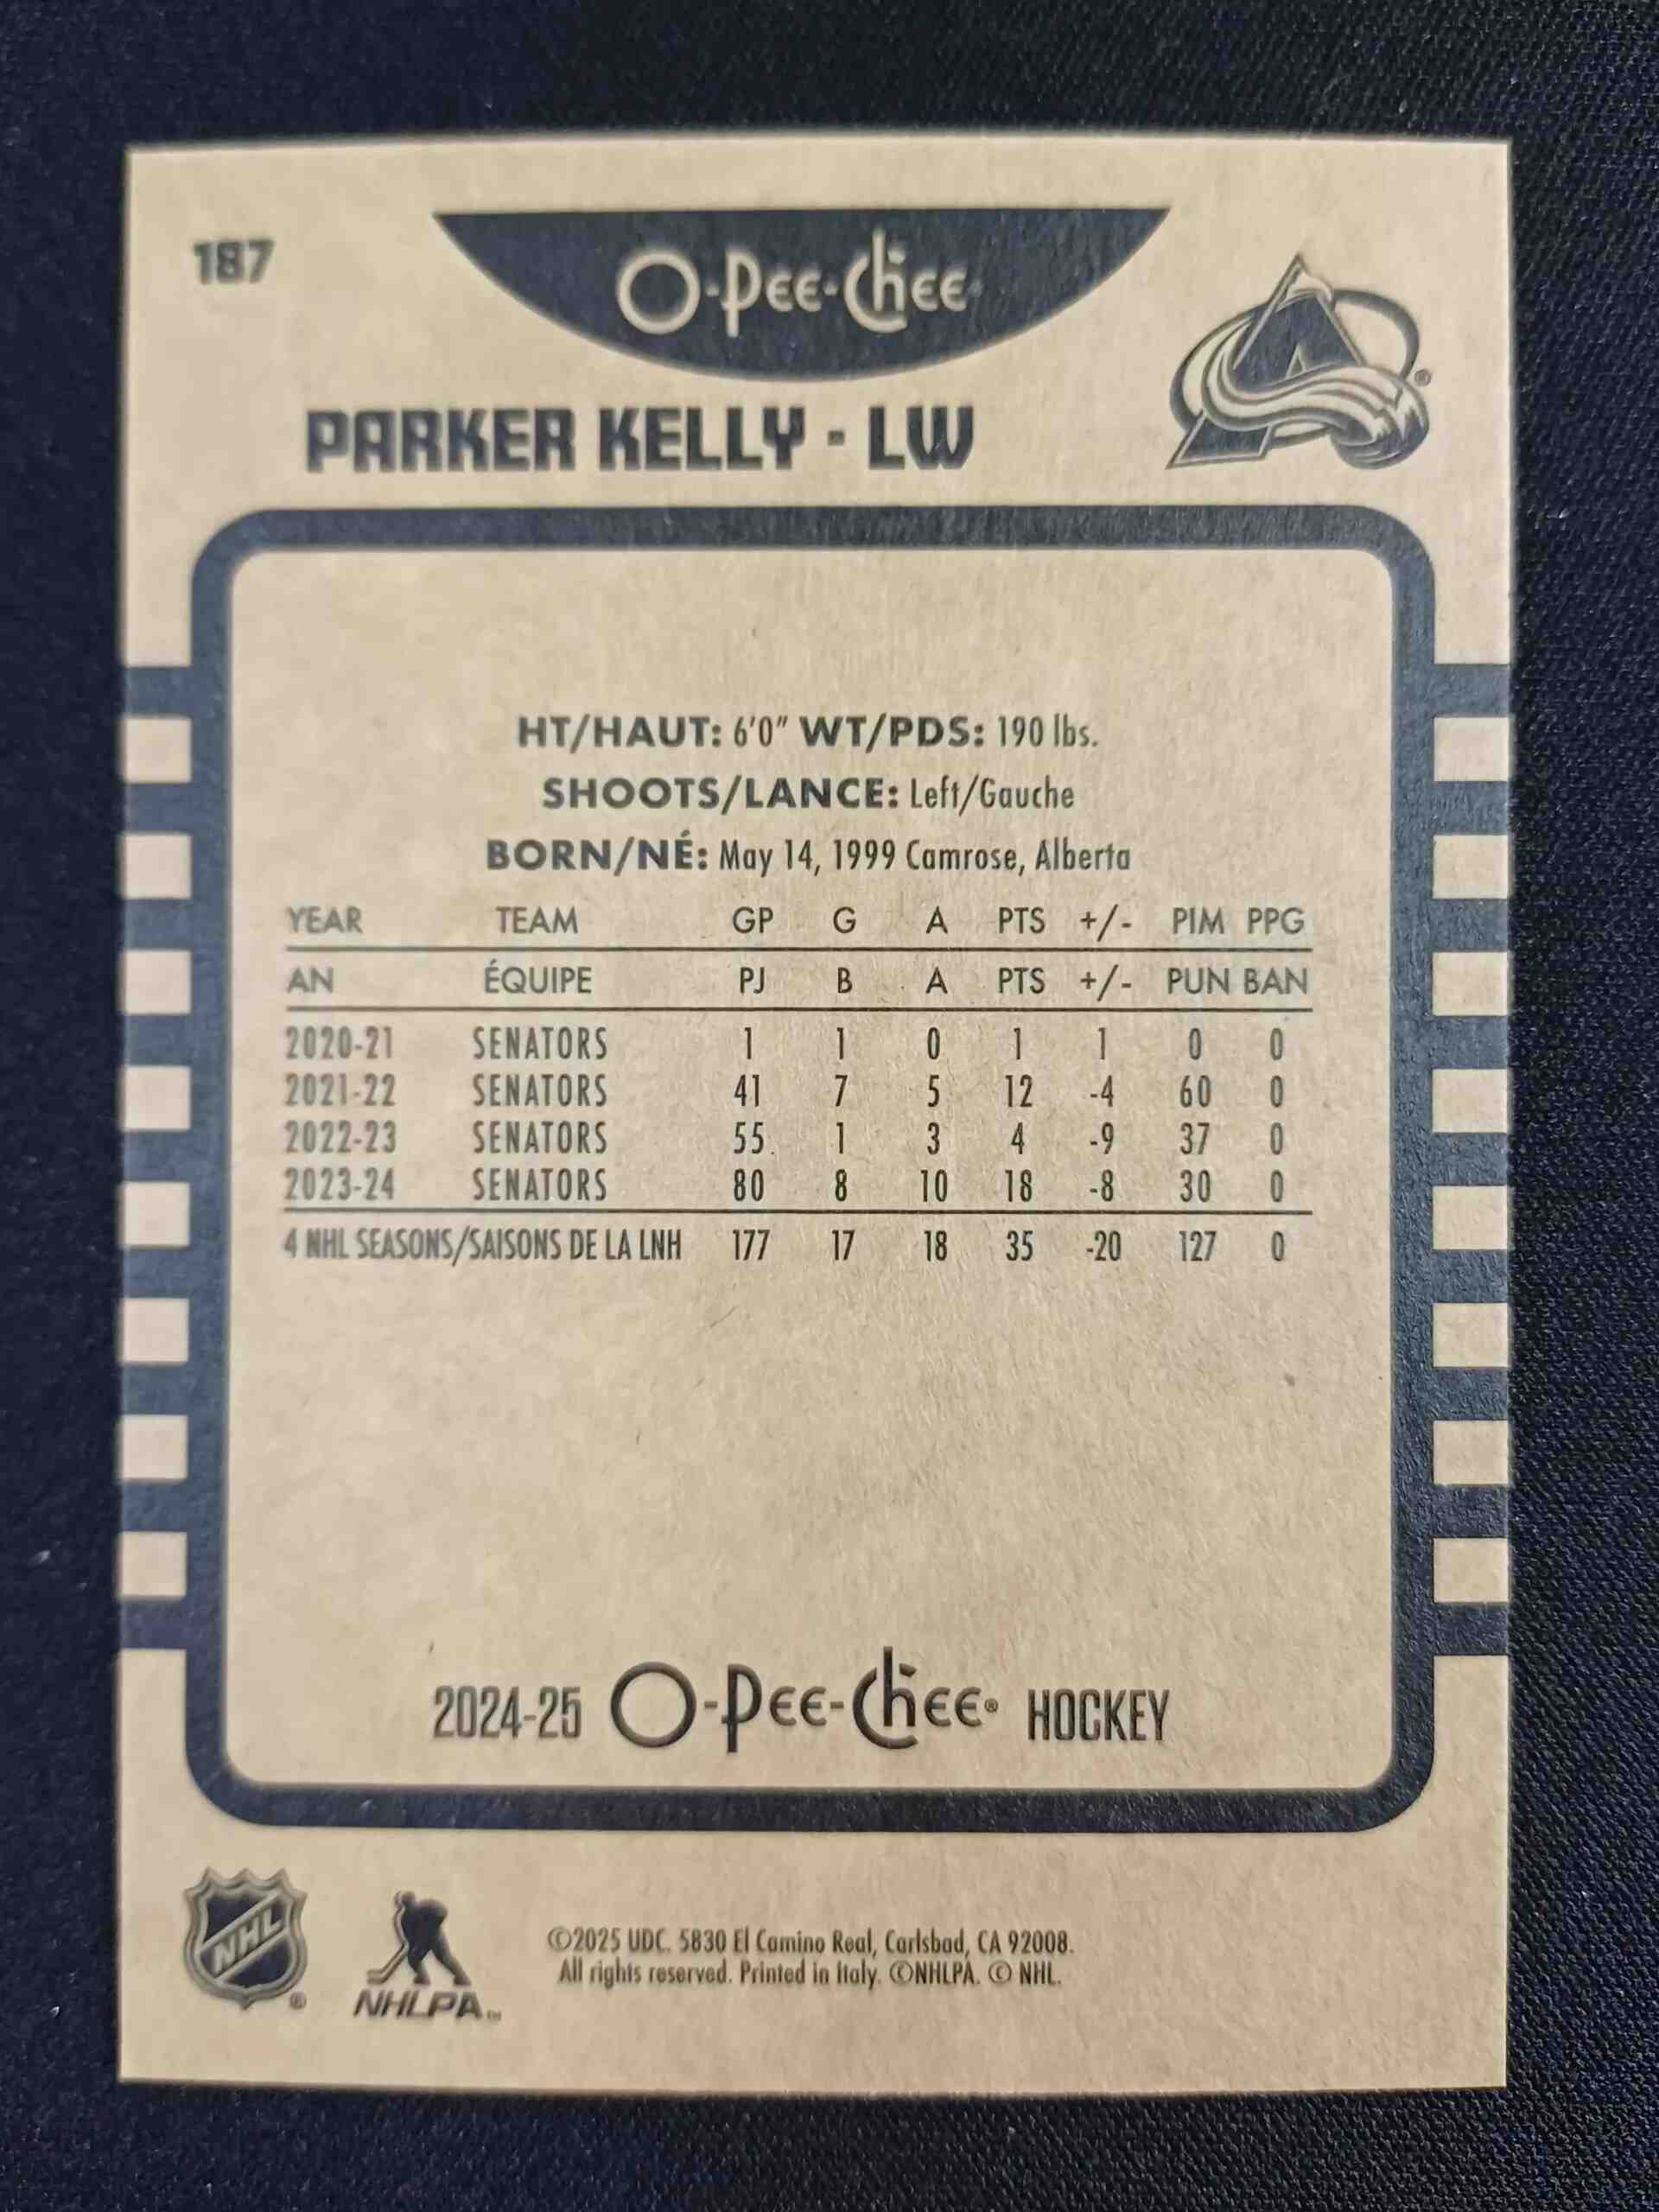 187
O-Pee-Chee
PARKER KELLY - LW
HT/HAUT: 6'0" WT/PDS: 190 lbs.
SHOOTS/LANCE: Left/Gauche
BORN/NÉ: May 14, 1999 Camrose, Alberta
YEAR TEAM GP G A PTS +/- PIM PPG
AN ÉQUIPE PJ B A PTS +/- PUN BAN
2020-21 SENATORS 1 1 0 1 1 0 0
2021-22 SENATORS 41 7 5 12 -4 60 0
2022-23 SENATORS 55 1 3 4 -9 37 0
2023-24 SENATORS 80 8 10 18 -8 30 0
4 NHL SEASONS/SAISONS DE LA LNH 177 17 18 35 -20 127 0
2024-25 O-Pee-Chee® HOCKEY
NHL®
NHLPA™
©2025 UDC. 5830 El Camino Real, Carlsbad, CA 92008.
All rights reserved. Printed in Italy. ©NHLPA. © NHL.